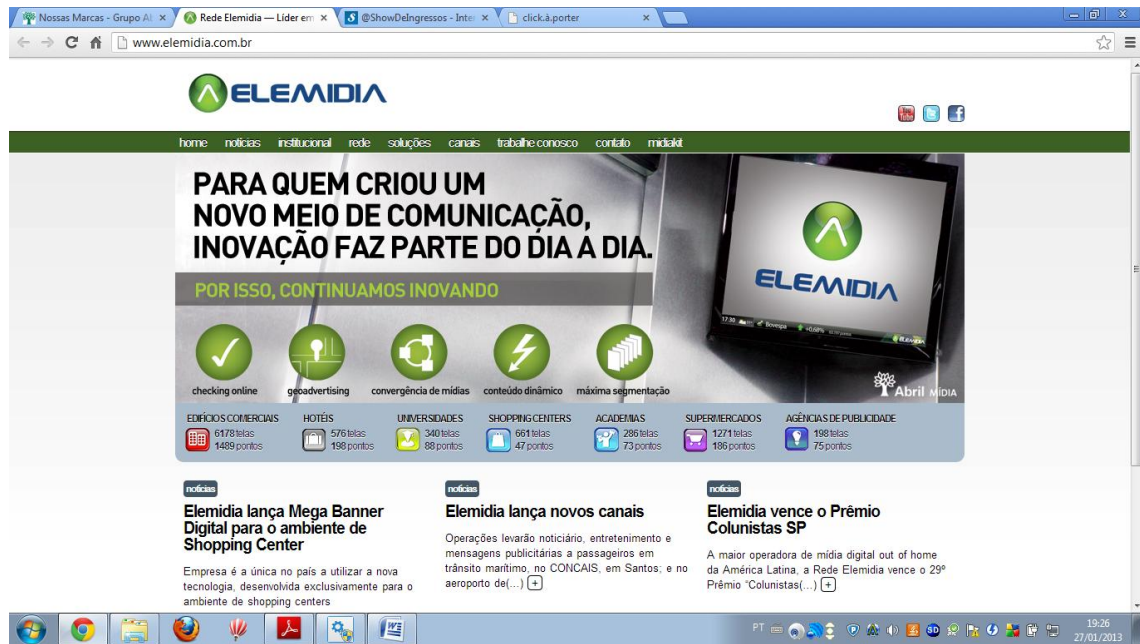 Nossas Marcas - Grupo Al
Rede Elemidia — Líder em
@ShowDeIngressos - Inter
click.à.porter
www.elemidia.com.br
ELEMIDIA
You Tube
home notícias institucional rede soluções canais trabalhe conosco contato midiakit
PARA QUEM CRIOU UM
NOVO MEIO DE COMUNICAÇÃO,
INOVAÇÃO FAZ PARTE DO DIA A DIA.
POR ISSO, CONTINUAMOS INOVANDO
ELEMIDIA
17:30 Bovespa +0,68%
ELEMIDIA
checking online geoadvertising convergência de mídias conteúdo dinâmico máxima segmentação
Abril MÍDIA
EDIFÍCIOS COMERCIAIS HOTÉIS UNIVERSIDADES SHOPPING CENTERS ACADEMIAS SUPERMERCADOS AGÊNCIAS DE PUBLICIDADE
6178 telas 576 telas 340 telas 661 telas 286 telas 1271 telas 198 telas
1489 pontos 198 pontos 88 pontos 47 pontos 73 pontos 186 pontos 75 pontos
notícias
Elemidia lança Mega Banner
Digital para o ambiente de
Shopping Center
Empresa é a única no país a utilizar a nova
tecnologia, desenvolvida exclusivamente para o
ambiente de shopping centers
notícias
Elemidia lança novos canais
Operações levarão noticiário, entretenimento e
mensagens publicitárias a passageiros em
trânsito marítimo, no CONCAIS, em Santos; e no
aeroporto de(...) +
notícias
Elemidia vence o Prêmio
Colunistas SP
A maior operadora de mídia digital out of home
da América Latina, a Rede Elemidia vence o 29º
Prêmio “Colunistas(...) +
PT
19:26
27/01/2013